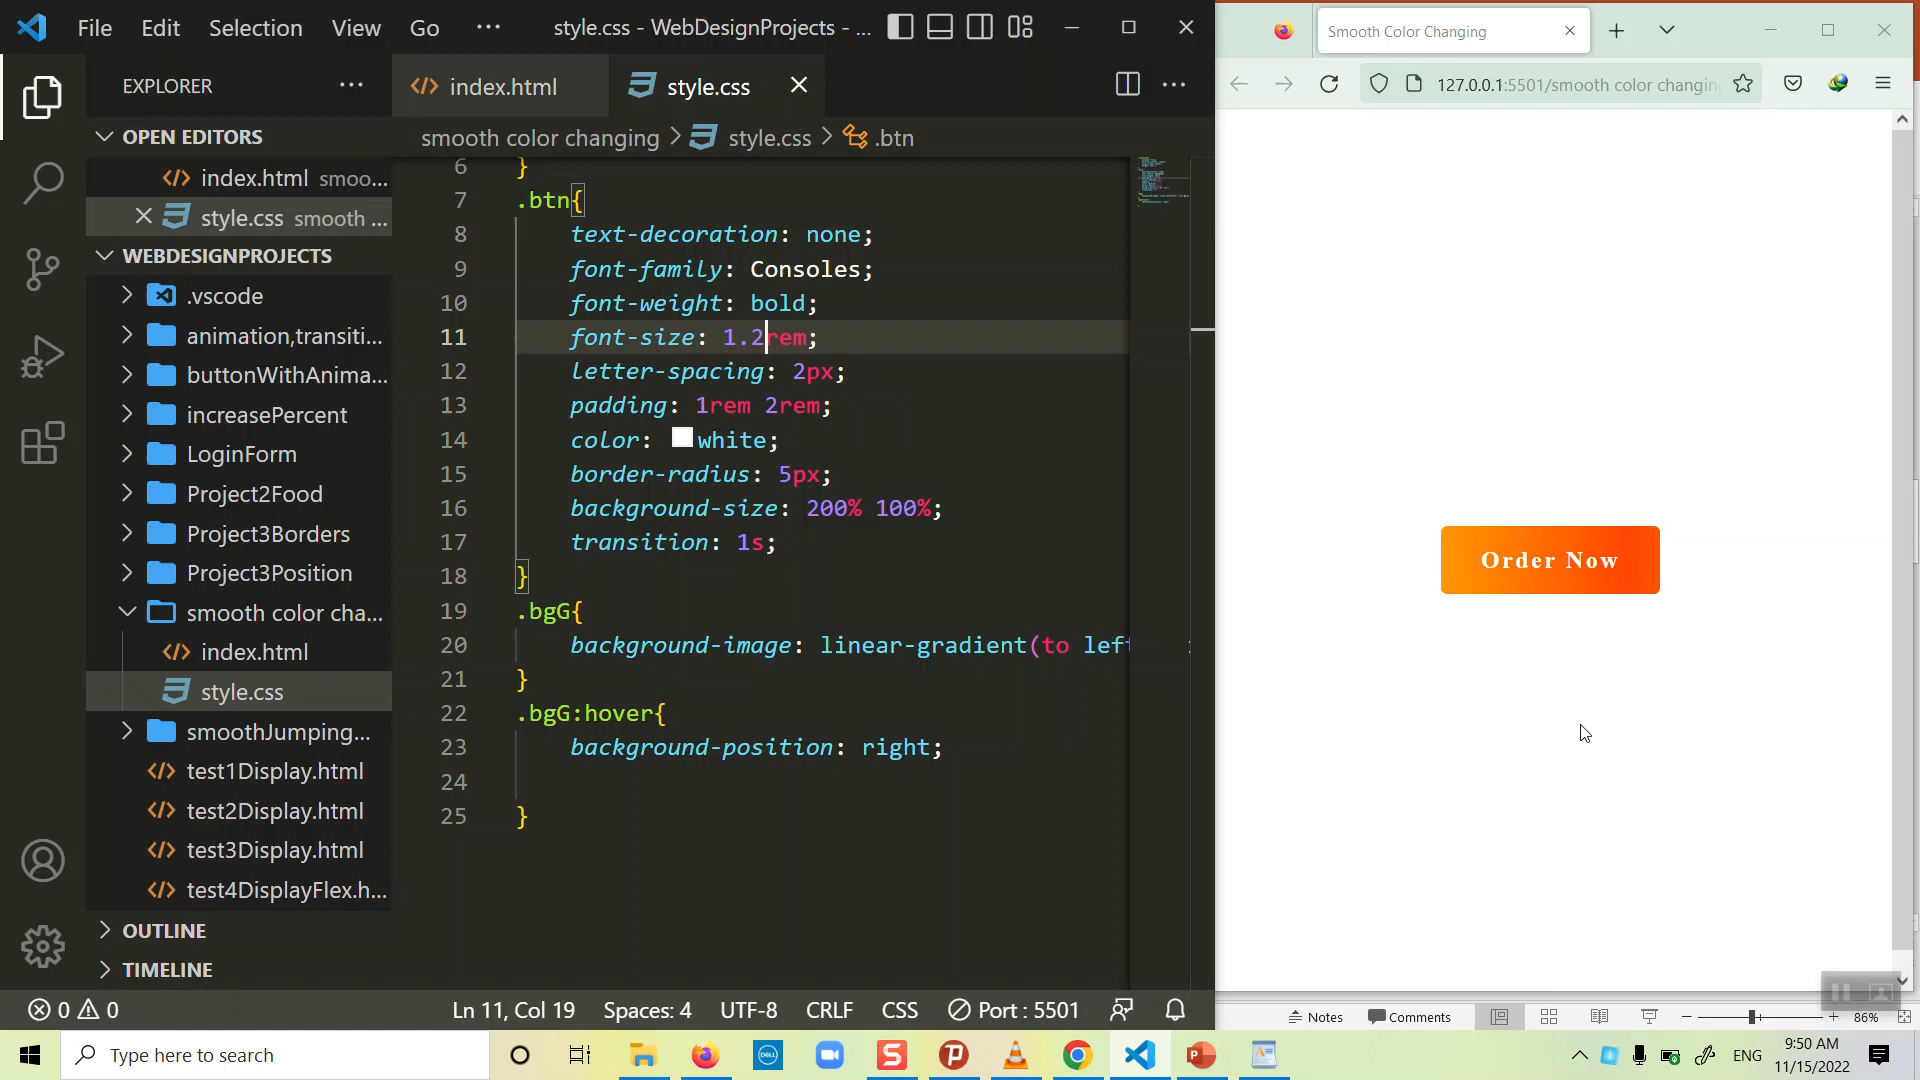 File Edit Selection View Go ··· style.css - WebDesignProjects - ...
EXPLORER
index.html
style.css
OPEN EDITORS
index.html smoo...
style.css smooth ...
WEBDESIGNPROJECTS
.vscode
animation,transiti...
buttonWithAnima...
increasePercent
LoginForm
Project2Food
Project3Borders
Project3Position
smooth color cha...
index.html
style.css
smoothJumping...
test1Display.html
test2Display.html
test3Display.html
test4DisplayFlex.h...
OUTLINE
TIMELINE
smooth color changing > style.css > .btn
6 }
7 .btn{
8 text-decoration: none;
9 font-family: Consoles;
10 font-weight: bold;
11 font-size: 1.2rem;
12 letter-spacing: 2px;
13 padding: 1rem 2rem;
14 color: white;
15 border-radius: 5px;
16 background-size: 200% 100%;
17 transition: 1s;
18 }
19 .bgG{
20 background-image: linear-gradient(to left
21 }
22 .bgG:hover{
23 background-position: right;
24
25 }
0 0 Ln 11, Col 19 Spaces: 4 UTF-8 CRLF CSS Port : 5501
Smooth Color Changing
127.0.0.1:5501/smooth color changing
Order Now
Notes Comments 86%
Type here to search
ENG
9:50 AM
11/15/2022